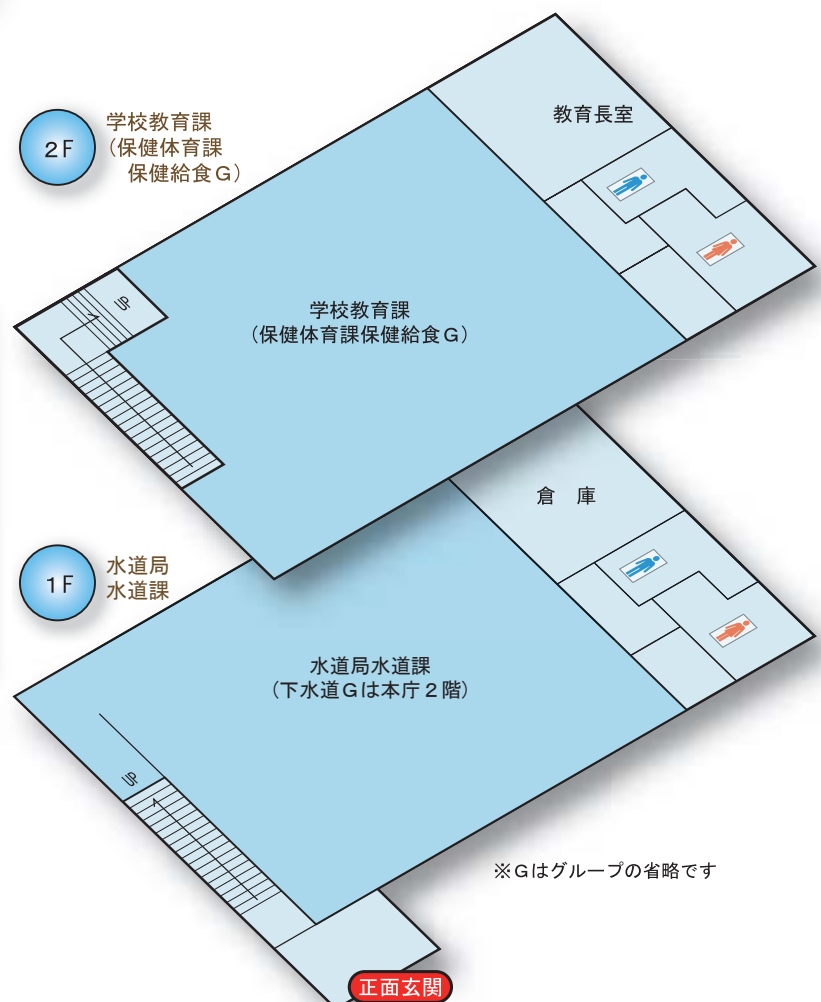 2F
学校教育課
（保健体育課
保健給食G）
教育長室
学校教育課
（保健体育課保健給食G）
UP
倉　庫
1F
水道局
水道課
水道局水道課
（下水道Gは本庁2階）
UP
※Gはグループの省略です
正面玄関